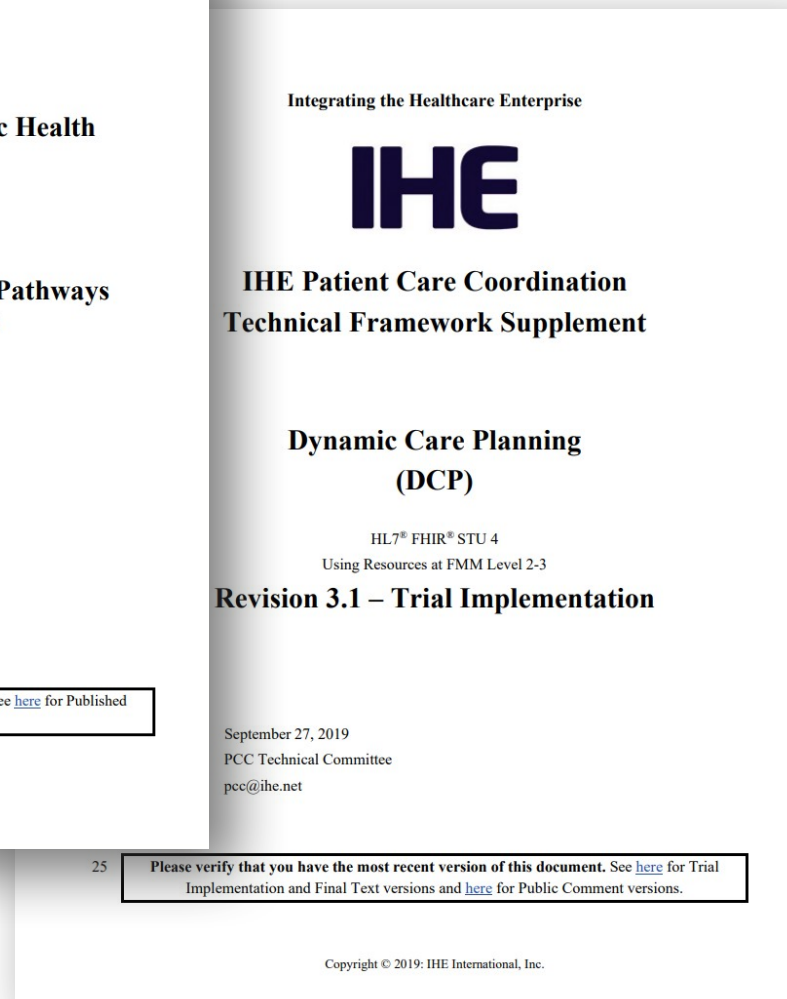 c Health
Pathways
ee here for Published
Integrating the Healthcare Enterprise
IHE
IHE Patient Care Coordination
Technical Framework Supplement
Dynamic Care Planning
(DCP)
HL7® FHIR® STU 4
Using Resources at FMM Level 2-3
Revision 3.1 – Trial Implementation
September 27, 2019
PCC Technical Committee
pcc@ihe.net
25 Please verify that you have the most recent version of this document. See here for Trial
Implementation and Final Text versions and here for Public Comment versions.
Copyright © 2019: IHE International, Inc.